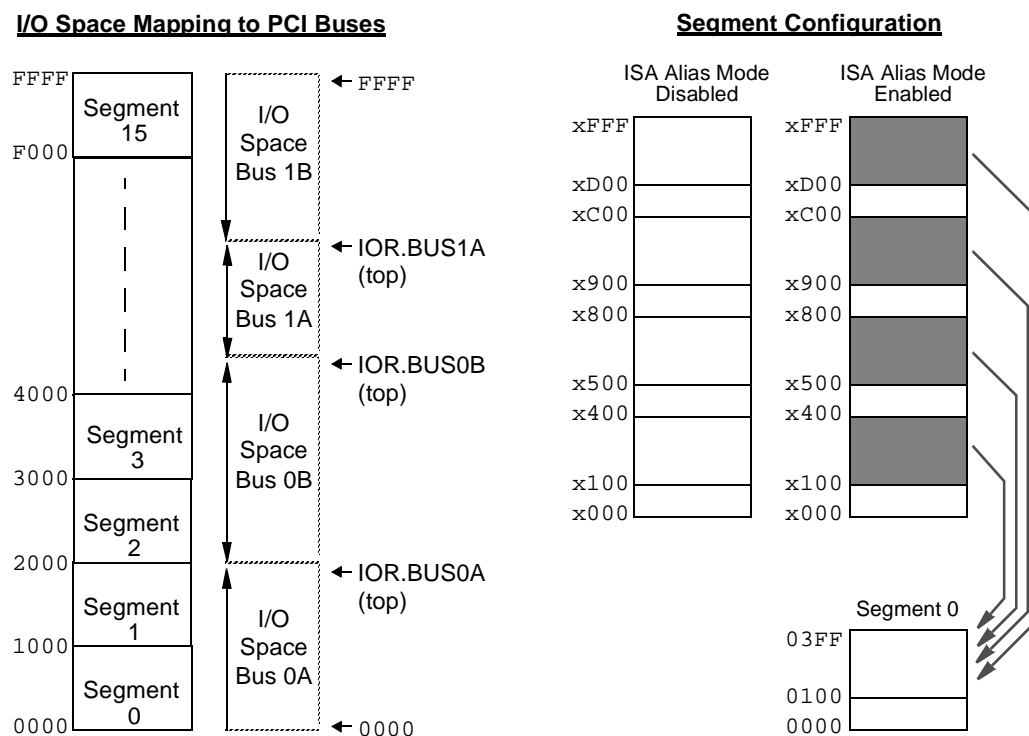 I/O Space Mapping to PCI Buses
FFFF
Segment
15
F000
4000
Segment
3
3000
Segment
2
2000
Segment
1
1000
Segment
0
0000
I/O
Space
Bus 1B
I/O
Space
Bus 1A
I/O
Space
Bus 0B
I/O
Space
Bus 0A
FFFF
IOR.BUS1A
(top)
IOR.BUS0B
(top)
IOR.BUS0A
(top)
0000
Segment Configuration
ISA Alias Mode
Disabled
xFFF
xD00
xC00
x900
x800
x500
x400
x100
x000
ISA Alias Mode
Enabled
xFFF
xD00
xC00
x900
x800
x500
x400
x100
x000
Segment 0
03FF
0100
0000